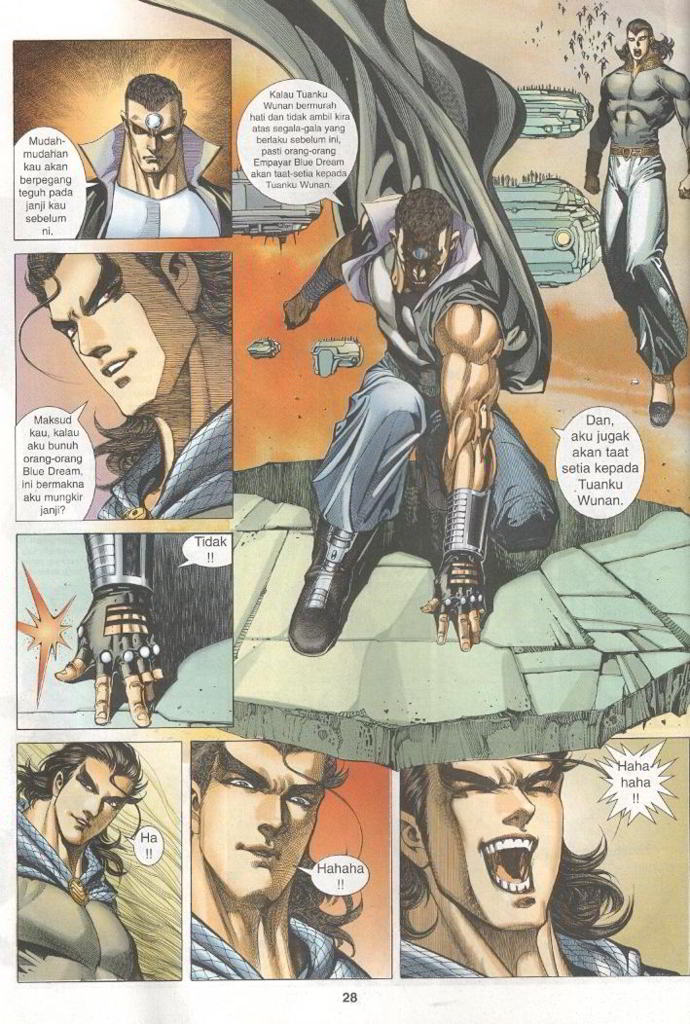 Mudah-
mudahan
kau akan
berpegang
teguh pada
janji kau
sebelum
ni.
Kalau Tuanku
Wunan bermurah
hati dan tidak ambil kira
atas segala-gala yang
berlaku sebelum ini,
pasti orang-orang
Empayar Blue Dream
akan taat-setia kepada
Tuanku Wunan.
Dan,
aku jugak
akan taat
setia kepada
Tuanku
Wunan.
Maksud
kau, kalau
aku bunuh
orang-orang
Blue Dream,
ini bermakna
aku mungkir
janji?
Tidak
!!
Ha
!!
Hahaha
!!
Haha-
haha
!!
28